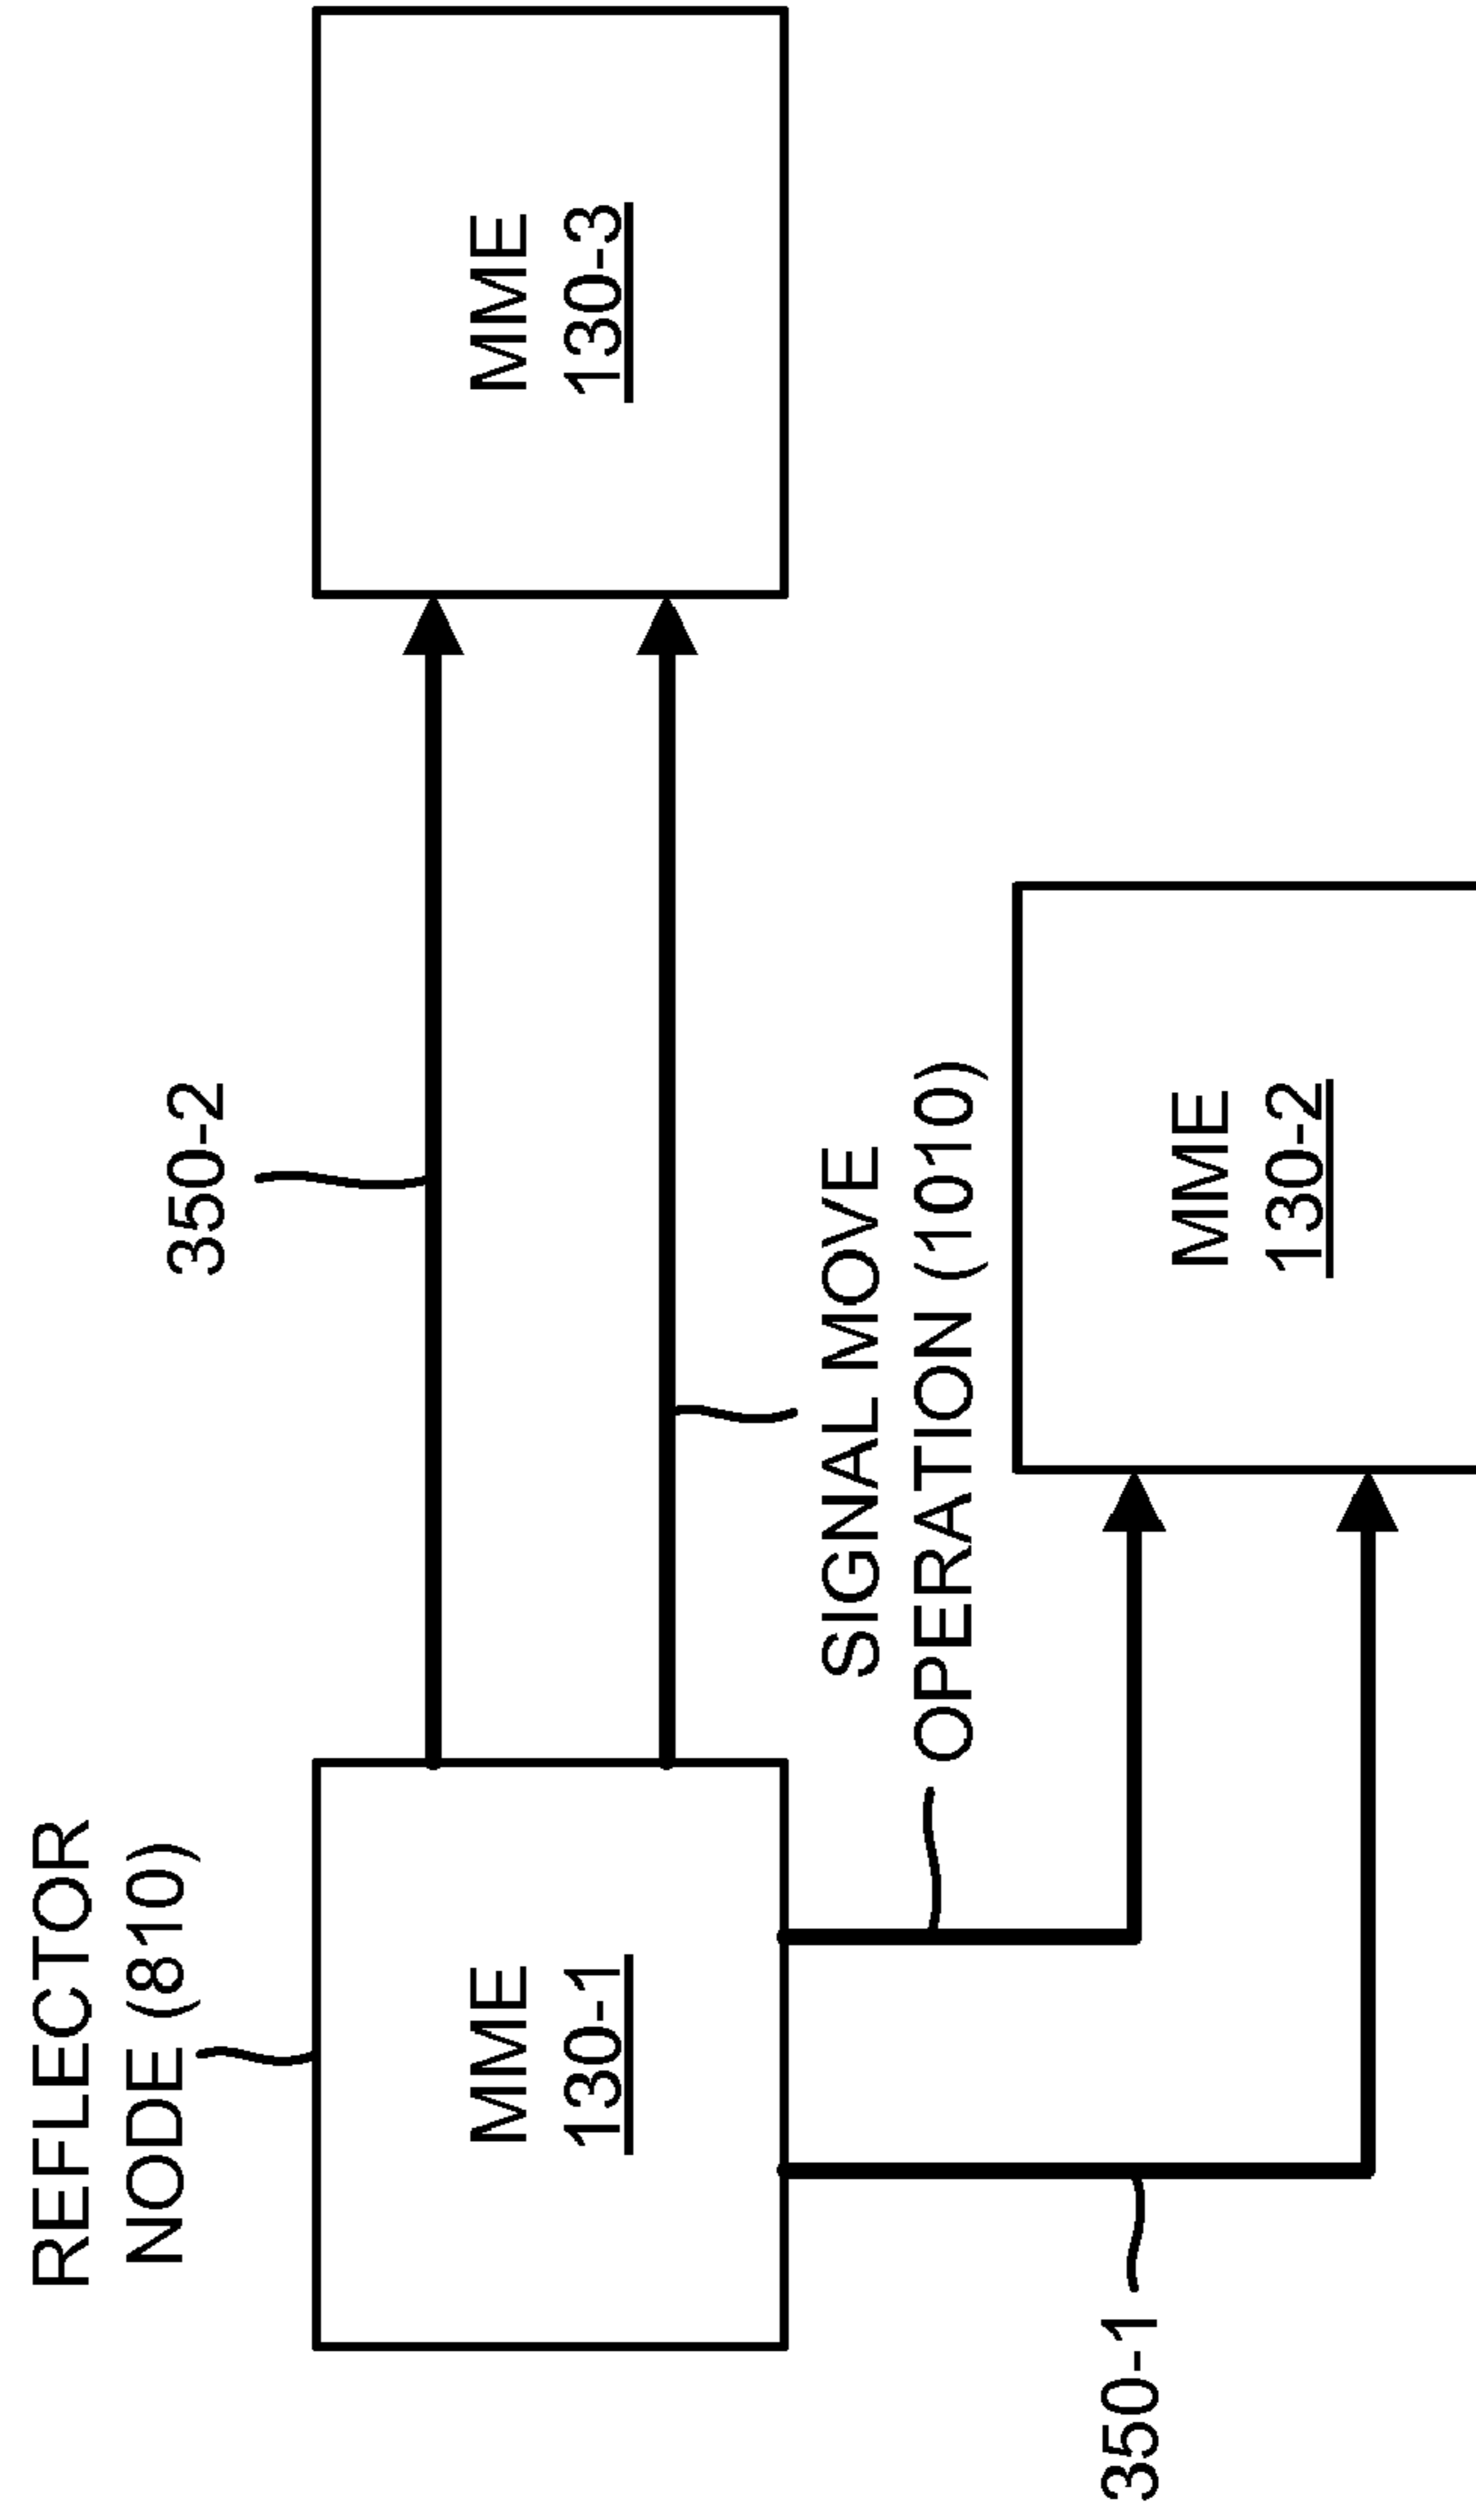 REFLECTOR
NODE (810)
350-2
MME
130-1
MME
130-3
SIGNAL MOVE
OPERATION (1010)
350-1
MME
130-2